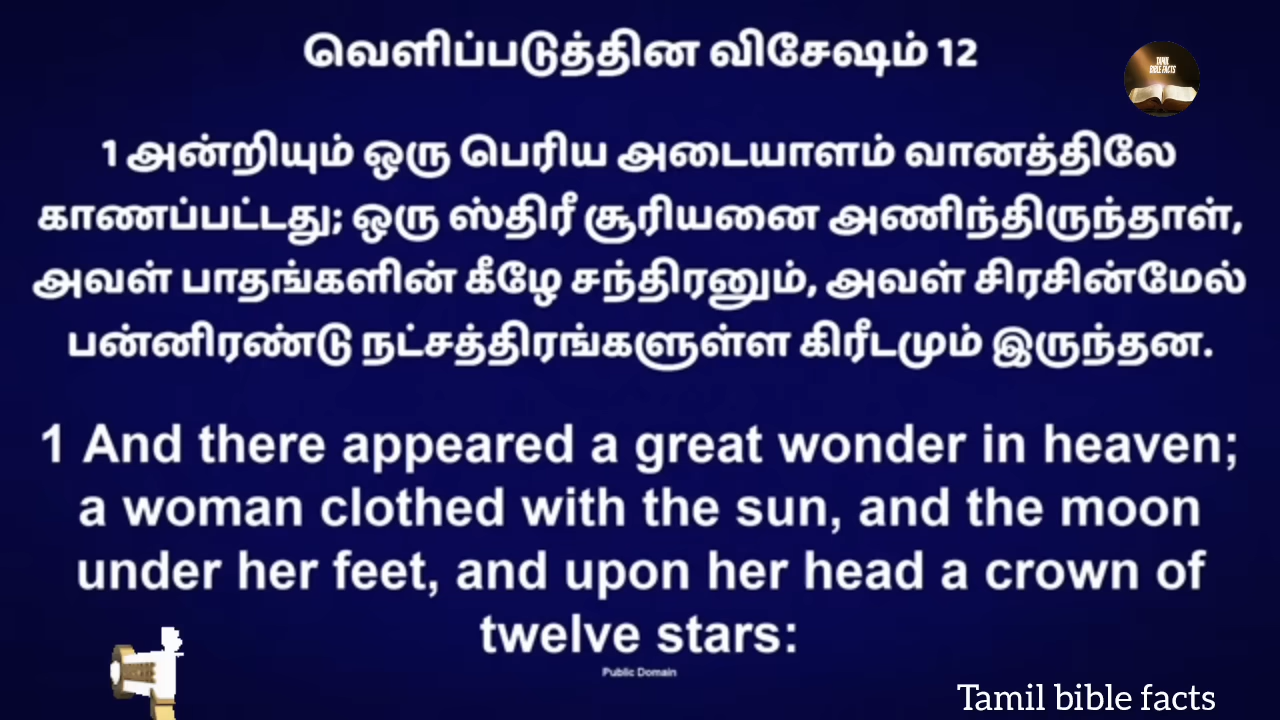 வெளிப்படுத்தின விசேஷம் 12
TAMIL
BIBLE FACTS
1 அன்றியும் ஒரு பெரிய அடையாளம் வானத்திலே
காணப்பட்டது; ஒரு ஸ்திரீ சூரியனை அணிந்திருந்தாள்,
அவள் பாதங்களின் கீழே சந்திரனும், அவள் சிரசின்மேல்
பன்னிரண்டு நட்சத்திரங்களுள்ள கிரீடமும் இருந்தன.
1 And there appeared a great wonder in heaven;
a woman clothed with the sun, and the moon
under her feet, and upon her head a crown of
twelve stars:
Public Domain
Tamil bible facts